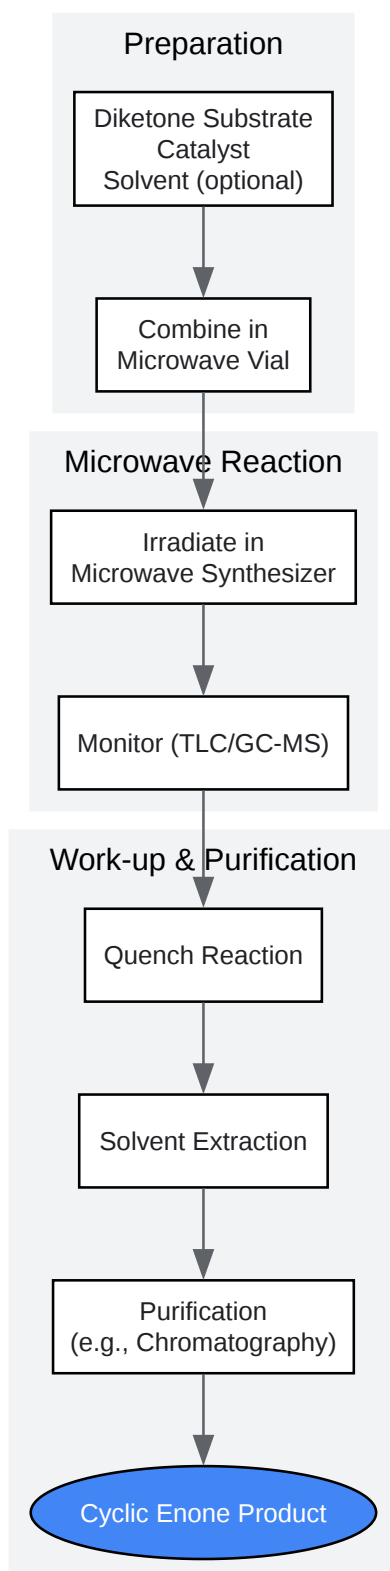 Preparation
Diketone Substrate
Catalyst
Solvent (optional)
Combine in
Microwave Vial
Microwave Reaction
Irradiate in
Microwave Synthesizer
Monitor (TLC/GC-MS)
Work-up & Purification
Quench Reaction
Solvent Extraction
Purification
(e.g., Chromatography)
Cyclic Enone Product